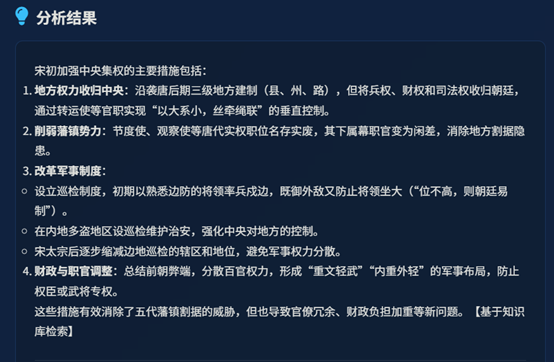 分析结果
宋初加强中央集权的主要措施包括：
1. 地方权力收归中央：沿袭唐后期三级地方建制（县、州、路），但将兵权、财权和司法权收归朝廷，
通过转运使等官职实现“以大系小，丝牵绳联”的垂直控制。
2. 削弱藩镇势力：节度使、观察使等唐代实权职位名存实废，其下属幕职官变为闲差，消除地方割据隐
患。
3. 改革军事制度：
○ 设立巡检制度，初期以熟悉边防的将领率兵戍边，既御外敌又防止将领坐大（“位不高，则朝廷易
制”）。
○ 在内地多盗地区设巡检维护治安，强化中央对地方的控制。
○ 宋太宗后逐步缩减边地巡检的辖区和地位，避免军事权力分散。
4. 财政与职官调整：总结前朝弊端，分散百官权力，形成“重文轻武”“内重外轻”的军事布局，防止
权臣或武将专权。
这些措施有效消除了五代藩镇割据的威胁，但也导致官僚冗余、财政负担加重等新问题。【基于知识
库检索】